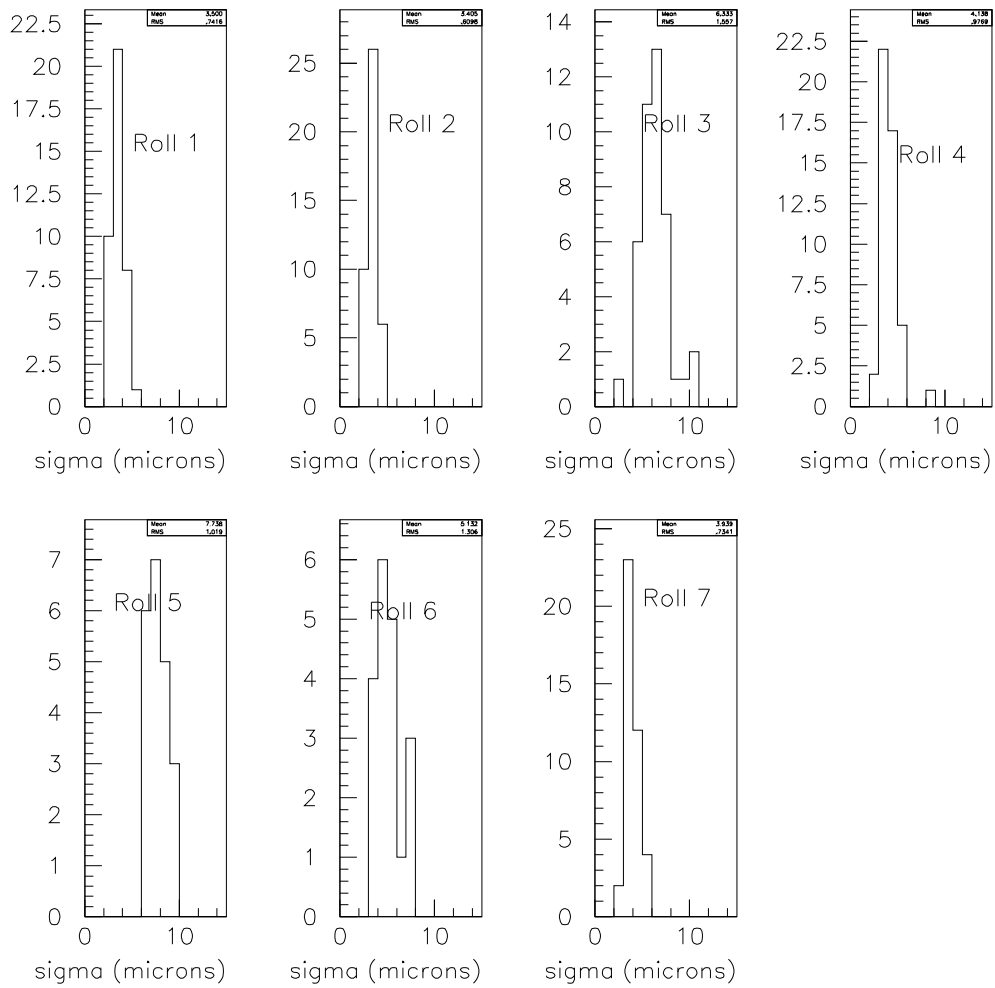 Mean 3.500
RMS .7416
22.5
20
17.5
15
12.5
10
7.5
5
2.5
0
Roll 1
0 10
sigma (microns)
Mean 3.405
RMS .6098
25
20
15
10
5
0
Roll 2
0 10
sigma (microns)
Mean 6.333
RMS 1.557
14
12
10
8
6
4
2
0
Roll 3
0 10
sigma (microns)
Mean 4.138
RMS .9769
22.5
20
17.5
15
12.5
10
7.5
5
2.5
0
Roll 4
0 10
sigma (microns)
Mean 7.738
RMS 1.019
7
6
5
4
3
2
1
0
Roll 5
0 10
sigma (microns)
Mean 5.132
RMS 1.306
6
5
4
3
2
1
0
Roll 6
0 10
sigma (microns)
Mean 3.939
RMS .7341
25
20
15
10
5
0
Roll 7
0 10
sigma (microns)